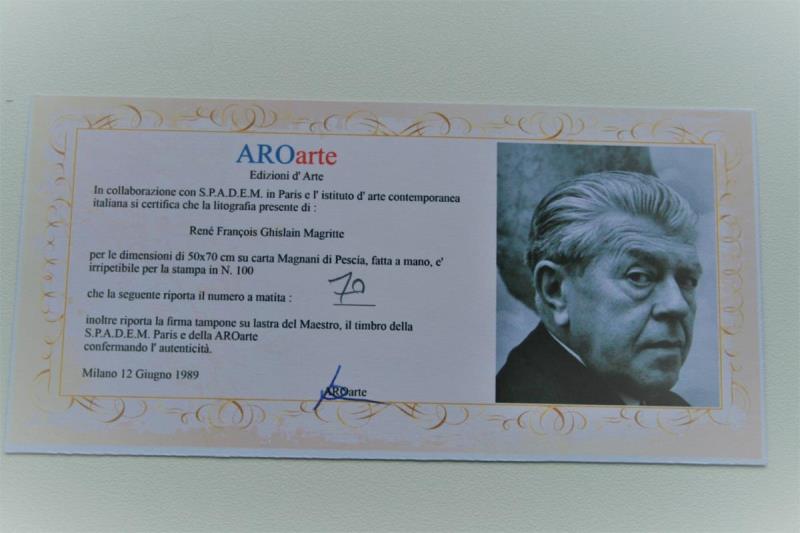 AROarte
Edizioni d' Arte
In collaborazione con S.P.A.D.E.M. in Paris e l' istituto d' arte contemporanea
italiana si certifica che la litografia presente di :
René François Ghislain Magritte
per le dimensioni di 50x70 cm su carta Magnani di Pescia, fatta a mano, e'
irripetibile per la stampa in N. 100
che la seguente riporta il numero a matita : 70
inoltre riporta la firma tampone su lastra del Maestro, il timbro della
S.P.A.D.E.M. Paris e della AROarte
confermando l' autenticità.
Milano 12 Giugno 1989
AROarte